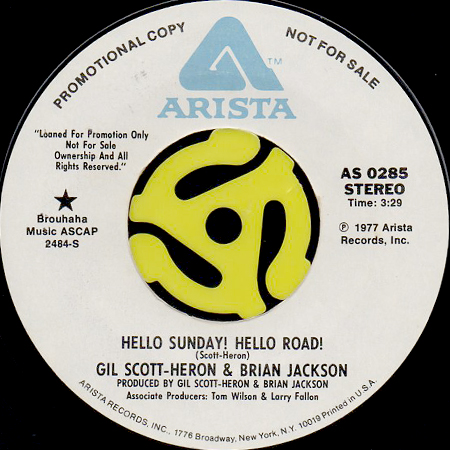 PROMOTIONAL COPY
NOT FOR SALE
TM
ARISTA
"Loaned For Promotion Only
Not For Sale
Ownership And All
Rights Reserved."
Brouhaha
Music ASCAP
2484-S
AS 0285
STEREO
Time: 3:29
℗ 1977 Arista
Records, Inc.
HELLO SUNDAY! HELLO ROAD!
(Scott-Heron)
GIL SCOTT-HERON & BRIAN JACKSON
PRODUCED BY GIL SCOTT-HERON & BRIAN JACKSON
Associate Producers: Tom Wilson & Larry Fallon
ARISTA RECORDS, INC., 1776 Broadway, New York, N.Y. 10019 Printed in U.S.A.